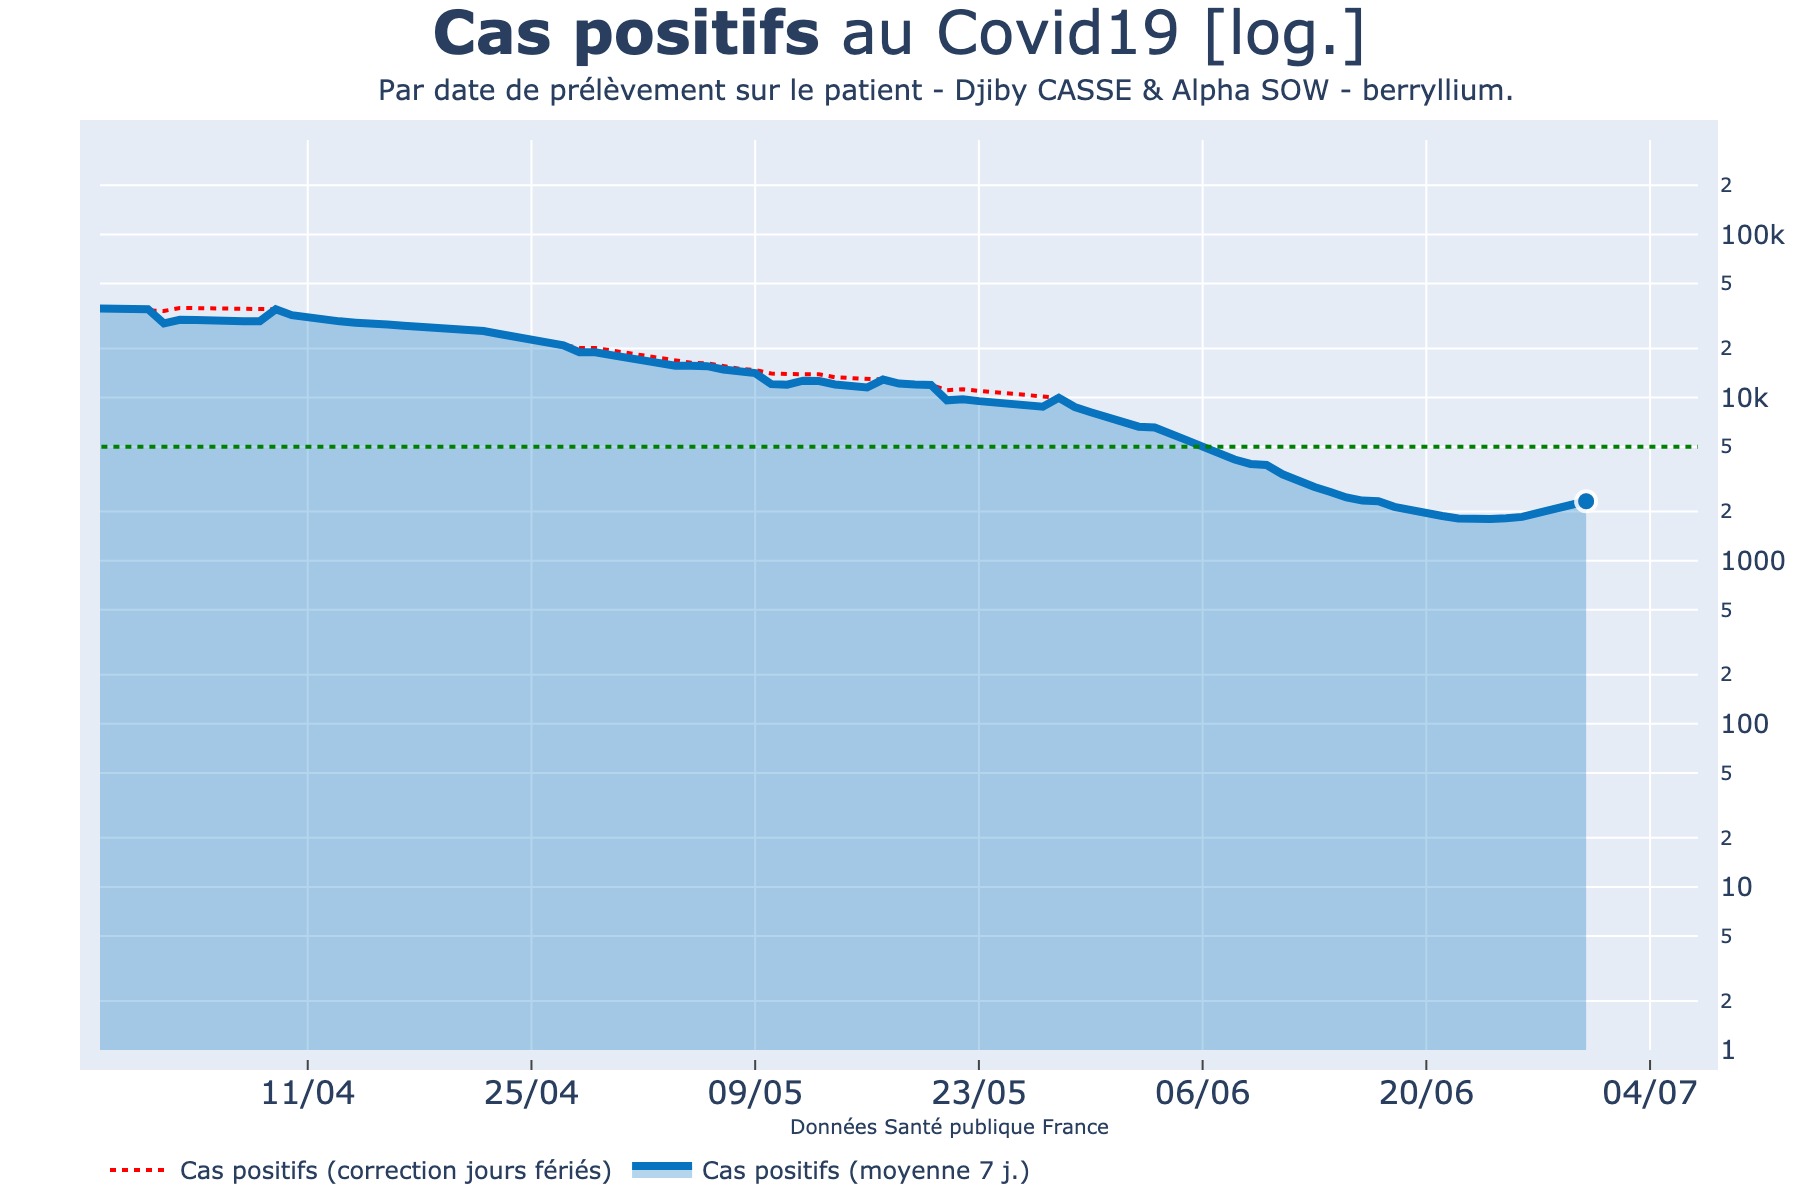 Cas positifs au Covid19 [log.]
Par date de prélèvement sur le patient - Djiby CASSE & Alpha SOW - berryllium.
2
100k
5
2
10k
5
2
1000
5
2
100
5
2
10
5
2
1
11/04 25/04 09/05 23/05 06/06 20/06 04/07
Données Santé publique France
Cas positifs (correction jours fériés) Cas positifs (moyenne 7 j.)